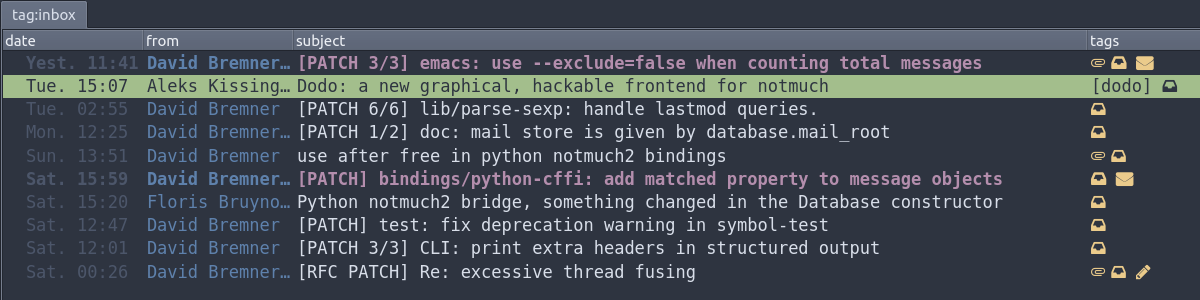 tag:inbox
date from subject tags
Yest. 11:41 David Bremner… [PATCH 3/3] emacs: use --exclude=false when counting total messages
Tue. 15:07 Aleks Kissing… Dodo: a new graphical, hackable frontend for notmuch [dodo]
Tue. 02:55 David Bremner [PATCH 6/6] lib/parse-sexp: handle lastmod queries.
Mon. 12:25 David Bremner… [PATCH 1/2] doc: mail store is given by database.mail_root
Sun. 13:51 David Bremner use after free in python notmuch2 bindings
Sat. 15:59 David Bremner… [PATCH] bindings/python-cffi: add matched property to message objects
Sat. 15:20 Floris Bruyno… Python notmuch2 bridge, something changed in the Database constructor
Sat. 12:47 David Bremner [PATCH] test: fix deprecation warning in symbol-test
Sat. 12:01 David Bremner… [PATCH 3/3] CLI: print extra headers in structured output
Sat. 00:26 David Bremner… [RFC PATCH] Re: excessive thread fusing